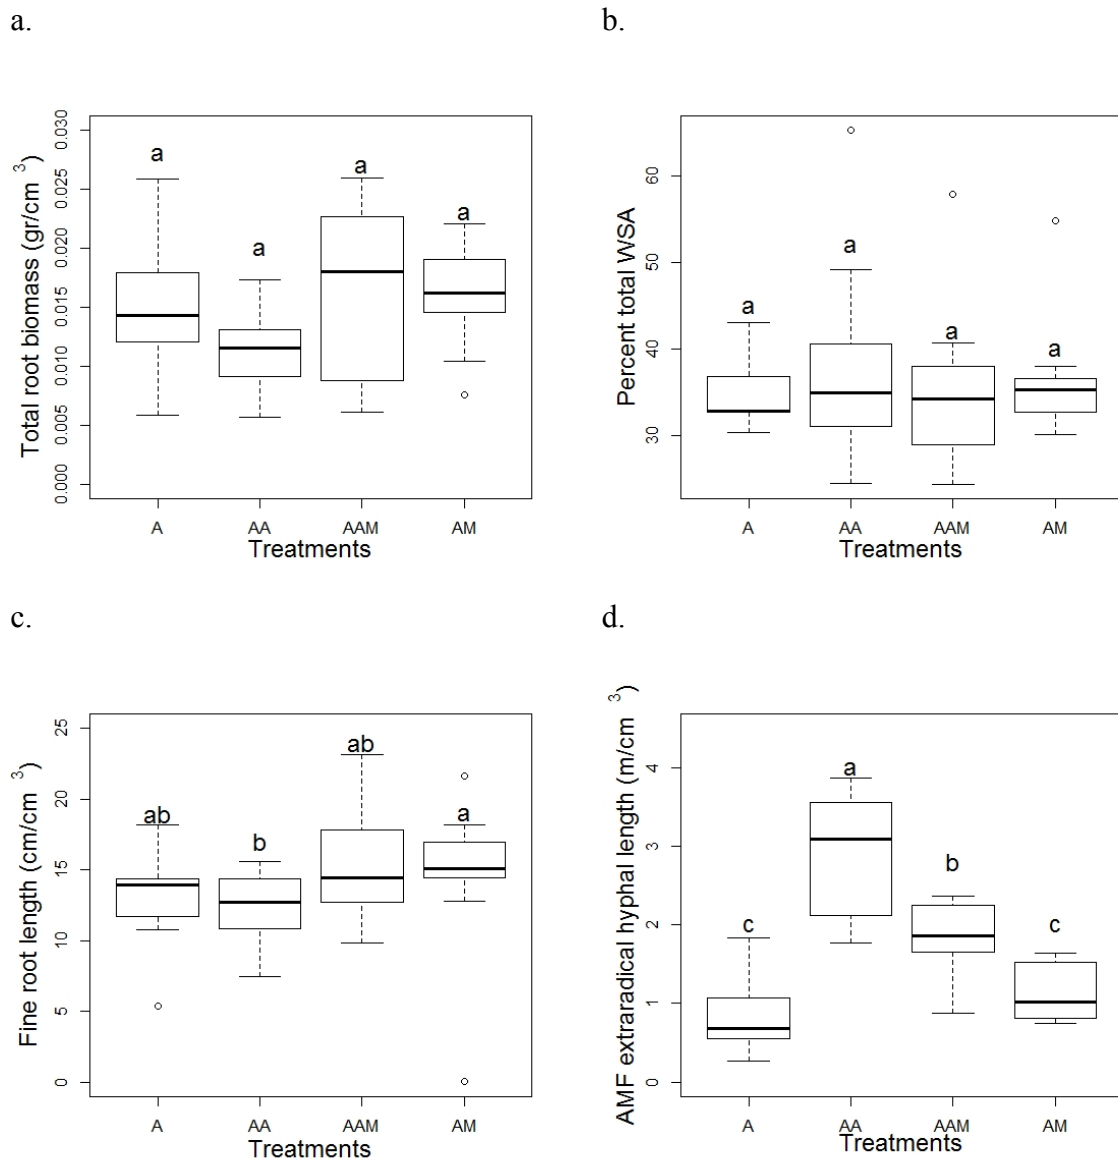 a.
Total root biomass (gr/cm 3)
0.030
0.025
0.020
0.015
0.010
0.005
0.000
a a a a
A AA AAM AM
Treatments
b.
Percent total WSA
60
50
40
30
a a a a
A AA AAM AM
Treatments
c.
Fine root length (cm/cm 3)
25
20
15
10
5
0
ab b ab a
A AA AAM AM
Treatments
d.
AMF extraradical hyphal length (m/cm 3)
4
3
2
1
0
c a b c
A AA AAM AM
Treatments